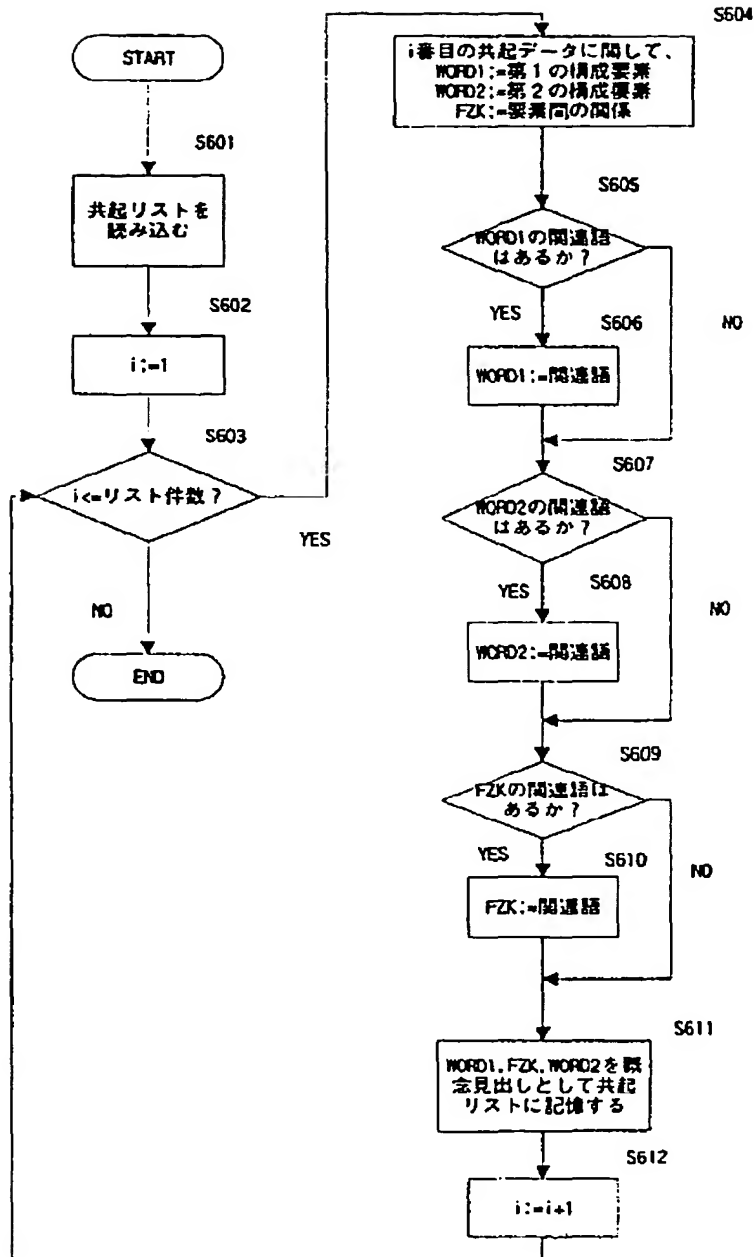 START
S601
共起リストを
読み込む
S602
i:=1
S603
i<=リスト件数?
YES
NO
END
S604
i番目の共起データに関して、
WORD1:=第1の構成要素
WORD2:=第2の構成要素
FZK:=要素間の関係
S605
WORD1の関連語
はあるか?
YES
NO
S606
WORD1:=関連語
S607
WORD2の関連語
はあるか?
YES
NO
S608
WORD2:=関連語
S609
FZKの関連語は
あるか?
YES
NO
S610
FZK:=関連語
S611
WORD1,FZK,WORD2を概
念見出しとして共起
リストに記憶する
S612
i:=i+1